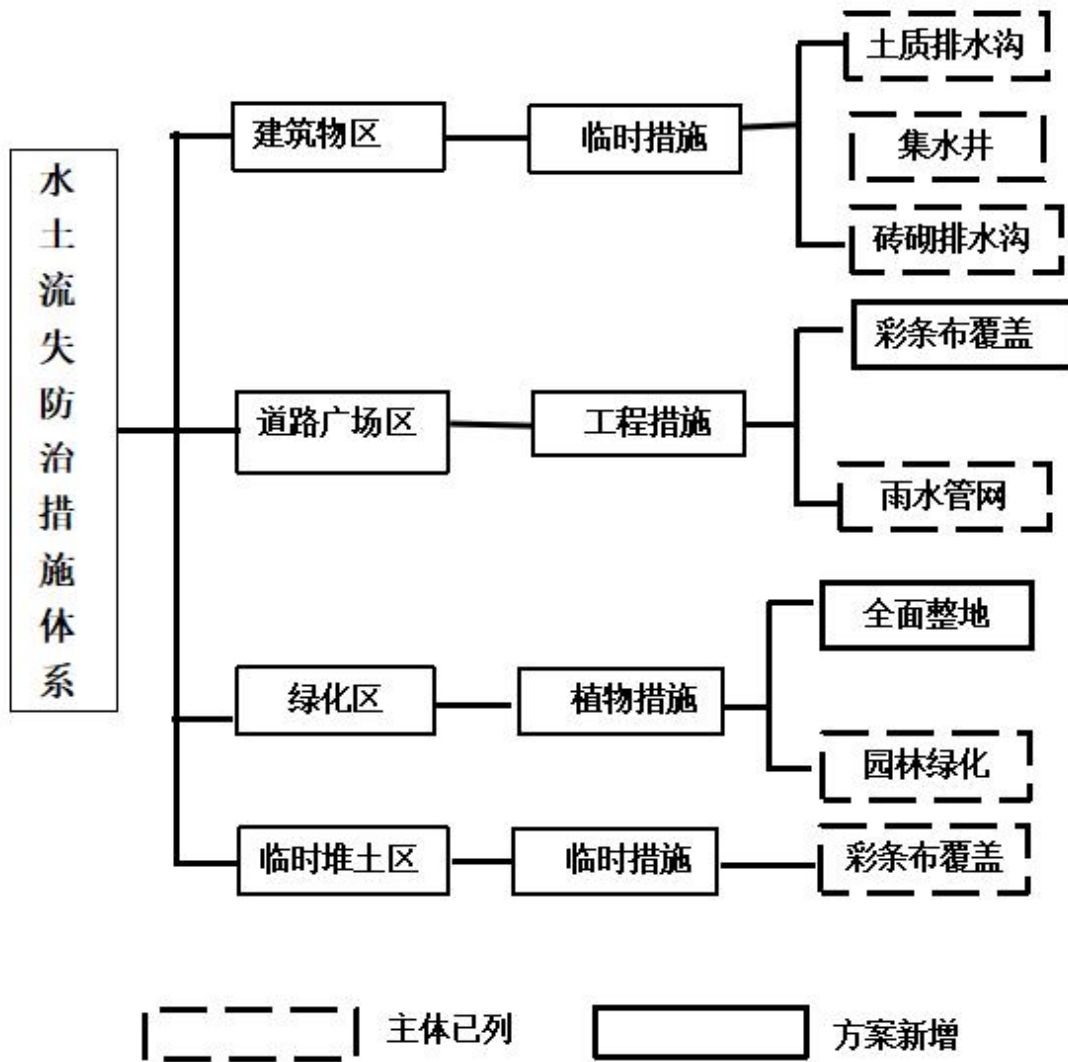 水土流失防治措施体系
建筑物区
临时措施
土质排水沟
集水井
砖砌排水沟
道路广场区
工程措施
彩条布覆盖
雨水管网
绿化区
植物措施
全面整地
园林绿化
临时堆土区
临时措施
彩条布覆盖
主体已列
方案新增